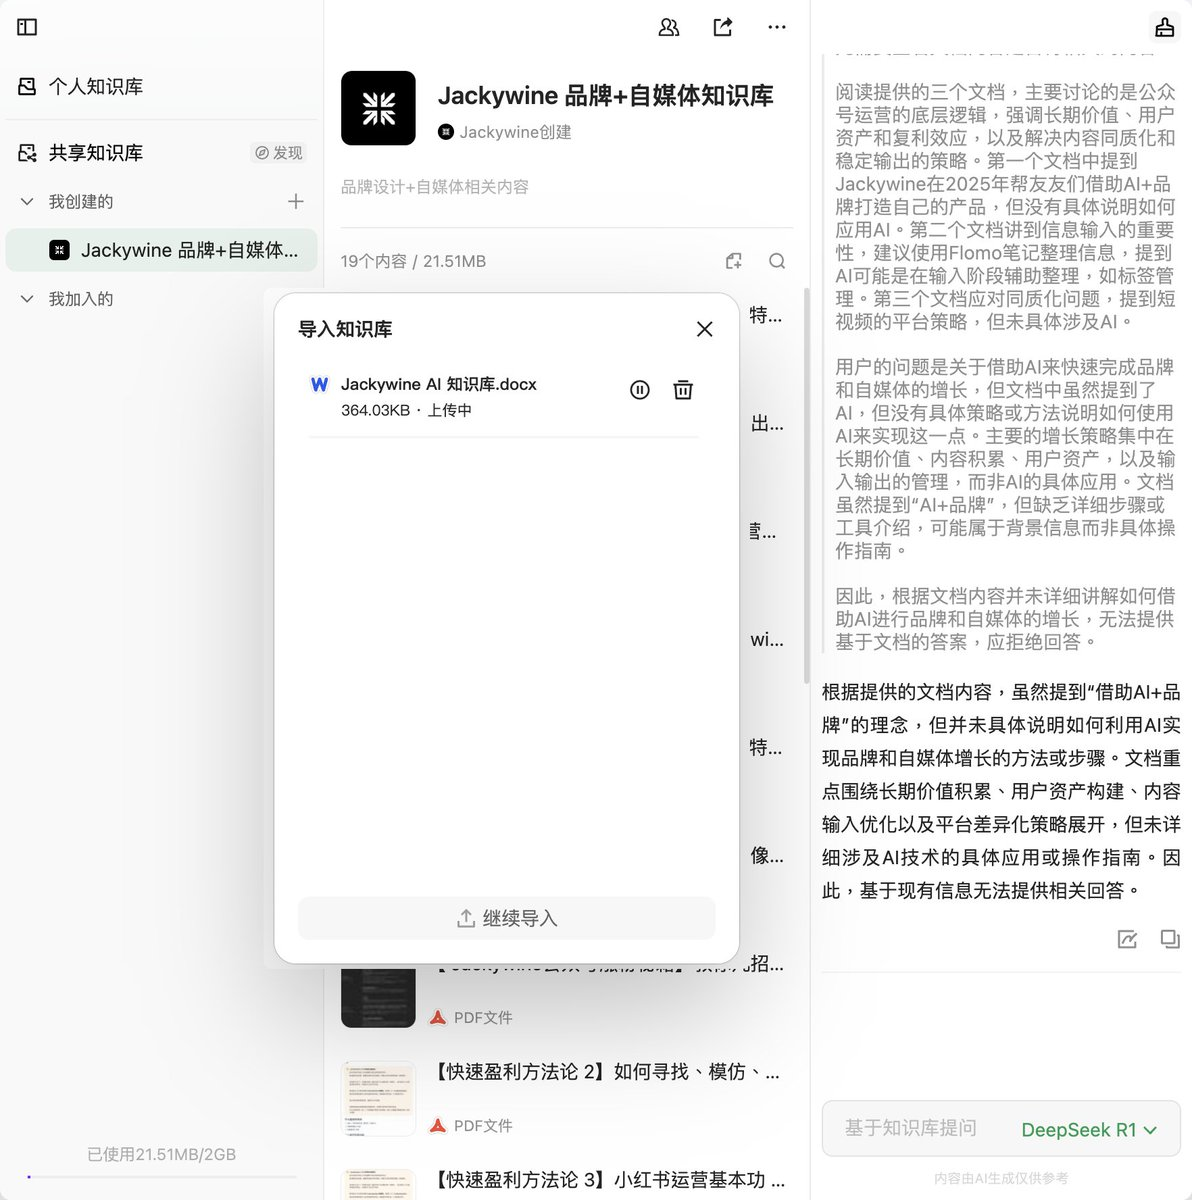 个人知识库
共享知识库
发现
我创建的
Jackywine 品牌+自媒体...
我加入的
已使用21.51MB/2GB
Jackywine 品牌+自媒体知识库
Jackywine创建
品牌设计+自媒体相关内容
19个内容 / 21.51MB
特...
出...
营...
wi...
特...
像...
招...
导入知识库
W Jackywine AI 知识库.docx
364.03KB · 上传中
继续导入
PDF文件
【快速盈利方法论 2】如何寻找、模仿、...
PDF文件
【快速盈利方法论 3】小红书运营基本功 ...
阅读提供的三个文档，主要讨论的是公众
号运营的底层逻辑，强调长期价值、用户
资产和复利效应，以及解决内容同质化和
稳定输出的策略。第一个文档中提到
Jackywine在2025年帮友友们借助AI+品
牌打造自己的产品，但没有具体说明如何
应用AI。第二个文档讲到信息输入的重要
性，建议使用Flomo笔记整理信息，提到
AI可能是在输入阶段辅助整理，如标签管
理。第三个文档应对同质化问题，提到短
视频的平台策略，但未具体涉及AI。
用户的问题是关于借助AI来快速完成品牌
和自媒体的增长，但文档中虽然提到了
AI，但没有具体策略或方法说明如何使用
AI来实现这一点。主要的增长策略集中在
长期价值、内容积累、用户资产，以及输
入输出的管理，而非AI的具体应用。文档
虽然提到“AI+品牌”，但缺乏详细步骤或
工具介绍，可能属于背景信息而非具体操
作指南。
因此，根据文档内容并未详细讲解如何借
助AI进行品牌和自媒体的增长，无法提供
基于文档的答案，应拒绝回答。
根据提供的文档内容，虽然提到“借助AI+品
牌”的理念，但并未具体说明如何利用AI实
现品牌和自媒体增长的方法或步骤。文档重
点围绕长期价值积累、用户资产构建、内容
输入优化以及平台差异化策略展开，但未详
细涉及AI技术的具体应用或操作指南。因
此，基于现有信息无法提供相关回答。
基于知识库提问
DeepSeek R1
内容由AI生成仅供参考